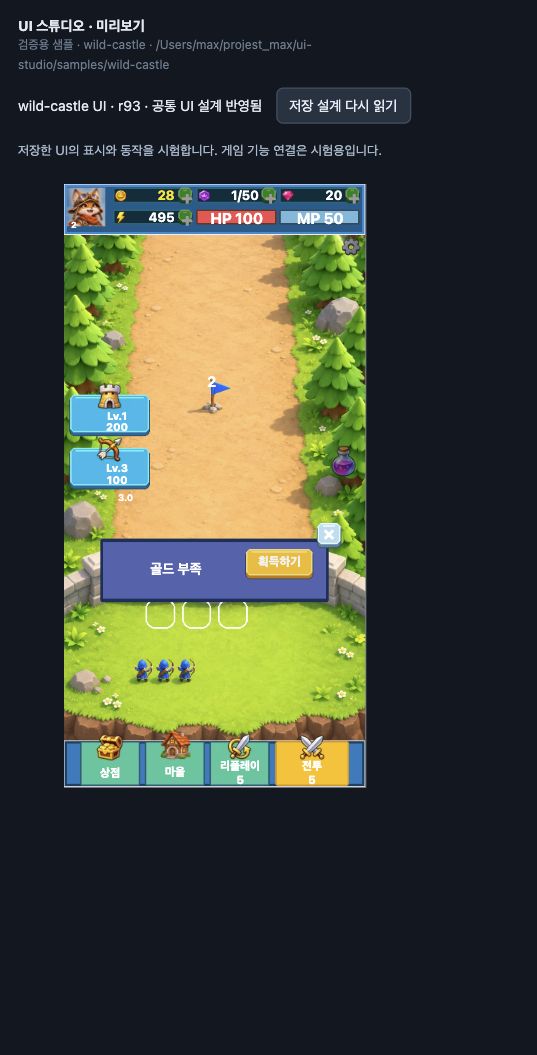 UI 스튜디오 · 미리보기
검증용 샘플 · wild-castle · /Users/max/projest_max/ui-
studio/samples/wild-castle
wild-castle UI · r93 · 공통 UI 설계 반영됨
저장 설계 다시 읽기
저장한 UI의 표시와 동작을 시험합니다. 게임 기능 연결은 시험용입니다.
28
1/50
20
2
495
HP 100
MP 50
2
Lv.1
200
Lv.3
100
3.0
골드 부족
획득하기
상점
마을
리플레이
5
전투
5